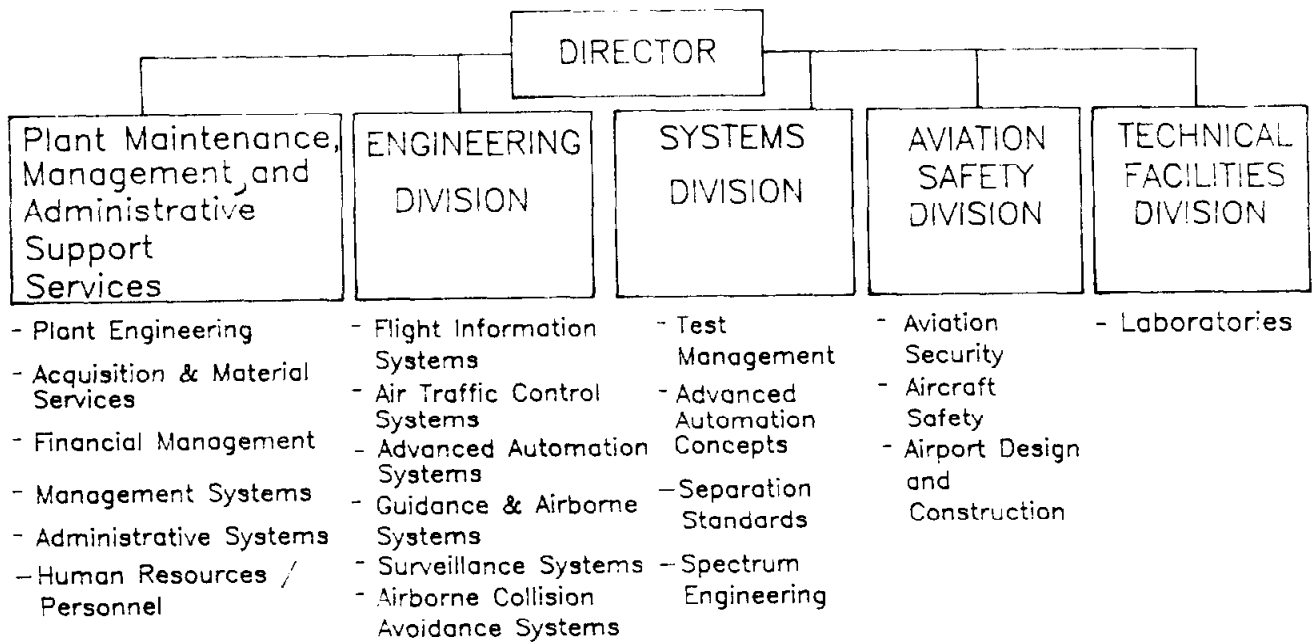 DIRECTOR
Plant Maintenance,
Management, and
Administrative
Support
Services
- Plant Engineering
- Acquisition & Material
Services
- Financial Management
- Management Systems
- Administrative Systems
- Human Resources /
Personnel
ENGINEERING
DIVISION
- Flight Information
Systems
- Air Traffic Control
Systems
- Advanced Automation
Systems
- Guidance & Airborne
Systems
- Surveillance Systems
- Airborne Collision
Avoidance Systems
SYSTEMS
DIVISION
- Test
Management
- Advanced
Automation
Concepts
- Separation
Standards
- Spectrum
Engineering
AVIATION
SAFETY
DIVISION
- Aviation
Security
- Aircraft
Safety
- Airport Design
and
Construction
TECHNICAL
FACILITIES
DIVISION
- Laboratories